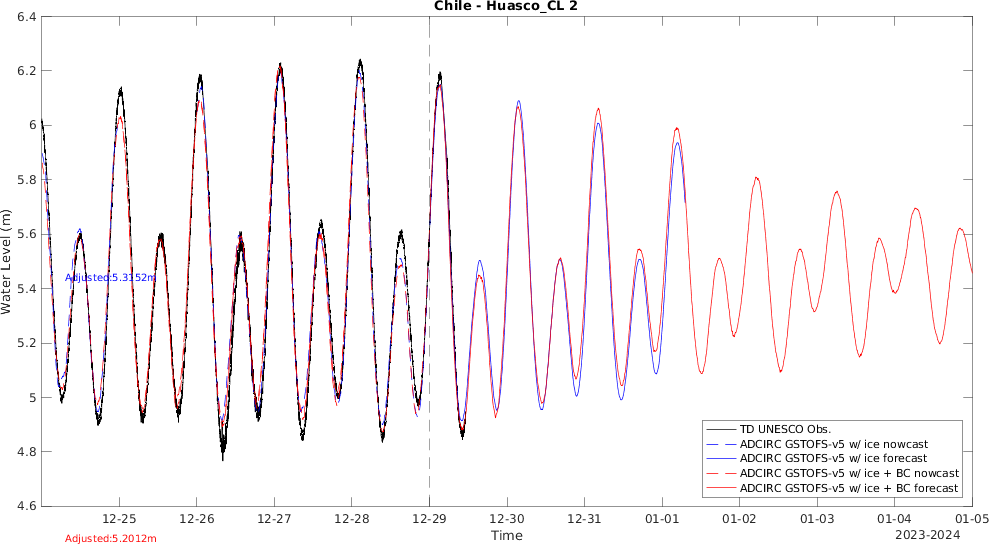 Chile - Huasco_CL 2
6.4
6.2
6
5.8
5.6
5.4
5.2
5
4.8
4.6
Water Level (m)
Adjusted:5.3152m
TD UNESCO Obs.
ADCIRC GSTOFS-v5 w/ ice nowcast
ADCIRC GSTOFS-v5 w/ ice forecast
ADCIRC GSTOFS-v5 w/ ice + BC nowcast
ADCIRC GSTOFS-v5 w/ ice + BC forecast
12-25 12-26 12-27 12-28 12-29 12-30 12-31 01-01 01-02 01-03 01-04 01-05
Time
2023-2024
Adjusted:5.2012m